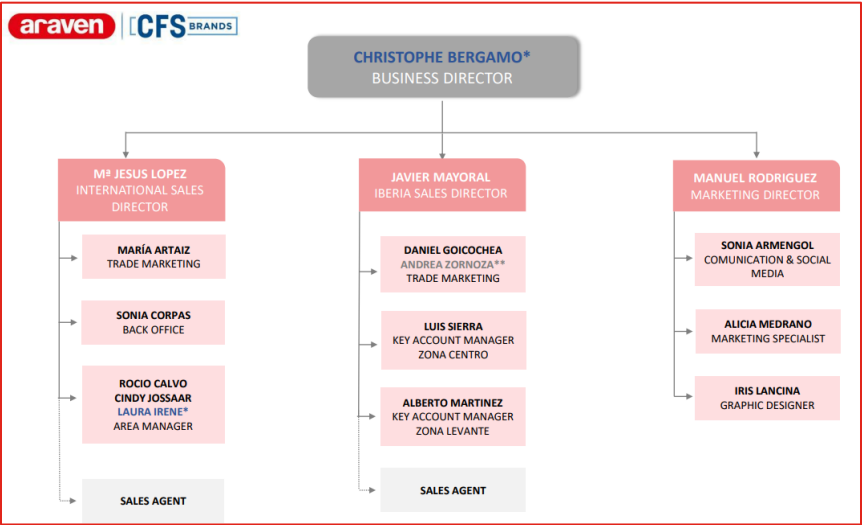 araven CFS BRANDS
CHRISTOPHE BERGAMO*
BUSINESS DIRECTOR
Mª JESUS LOPEZ
INTERNATIONAL SALES
DIRECTOR
MARÍA ARTAIZ
TRADE MARKETING
SONIA CORPAS
BACK OFFICE
ROCIO CALVO
CINDY JOSSAAR
LAURA IRENE*
AREA MANAGER
SALES AGENT
JAVIER MAYORAL
IBERIA SALES DIRECTOR
DANIEL GOICOCHEA
ANDREA ZORNOZA**
TRADE MARKETING
LUIS SIERRA
KEY ACCOUNT MANAGER
ZONA CENTRO
ALBERTO MARTINEZ
KEY ACCOUNT MANAGER
ZONA LEVANTE
SALES AGENT
MANUEL RODRIGUEZ
MARKETING DIRECTOR
SONIA ARMENGOL
COMUNICATION & SOCIAL
MEDIA
ALICIA MEDRANO
MARKETING SPECIALIST
IRIS LANCINA
GRAPHIC DESIGNER